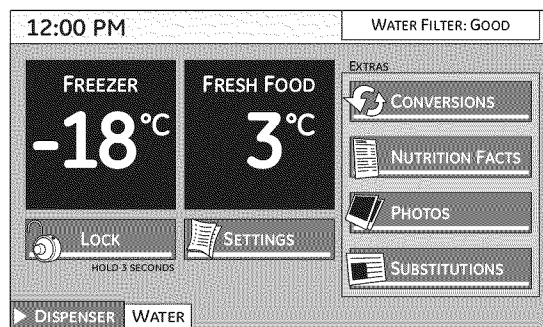 12:00 PM
WATER FILTER: GOOD
FREEZER
-18°C
FRESH FOOD
3°C
EXTRAS
CONVERSIONS
NUTRITION FACTS
PHOTOS
SUBSTITUTIONS
LOCK
HOLD 3 SECONDS
SETTINGS
DISPENSER
WATER